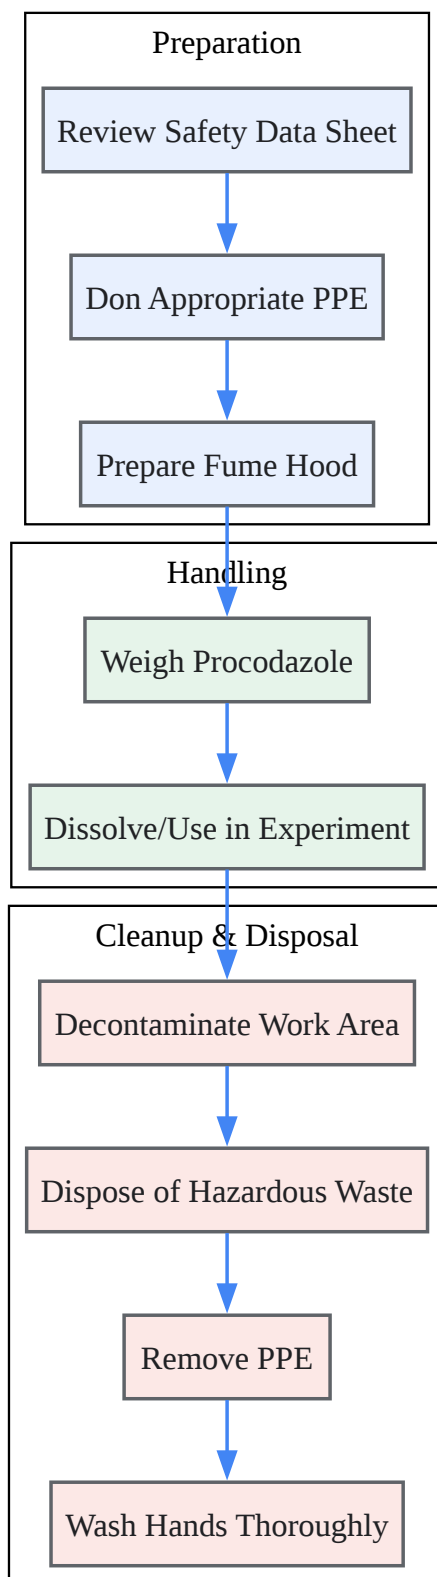 Preparation
Review Safety Data Sheet
Don Appropriate PPE
Prepare Fume Hood
Handling
Weigh Procodazole
Dissolve/Use in Experiment
Cleanup & Disposal
Decontaminate Work Area
Dispose of Hazardous Waste
Remove PPE
Wash Hands Thoroughly